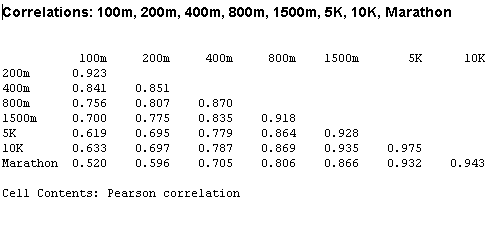 Correlations: 100m, 200m, 400m, 800m, 1500m, 5K, 10K, Marathon
100m 200m 400m 800m 1500m 5K 10K
200m 0.923
400m 0.841 0.851
800m 0.756 0.807 0.870
1500m 0.700 0.775 0.835 0.918
5K 0.619 0.695 0.779 0.864 0.928
10K 0.633 0.697 0.787 0.869 0.935 0.975
Marathon 0.520 0.596 0.705 0.806 0.866 0.932 0.943
Cell Contents: Pearson correlation